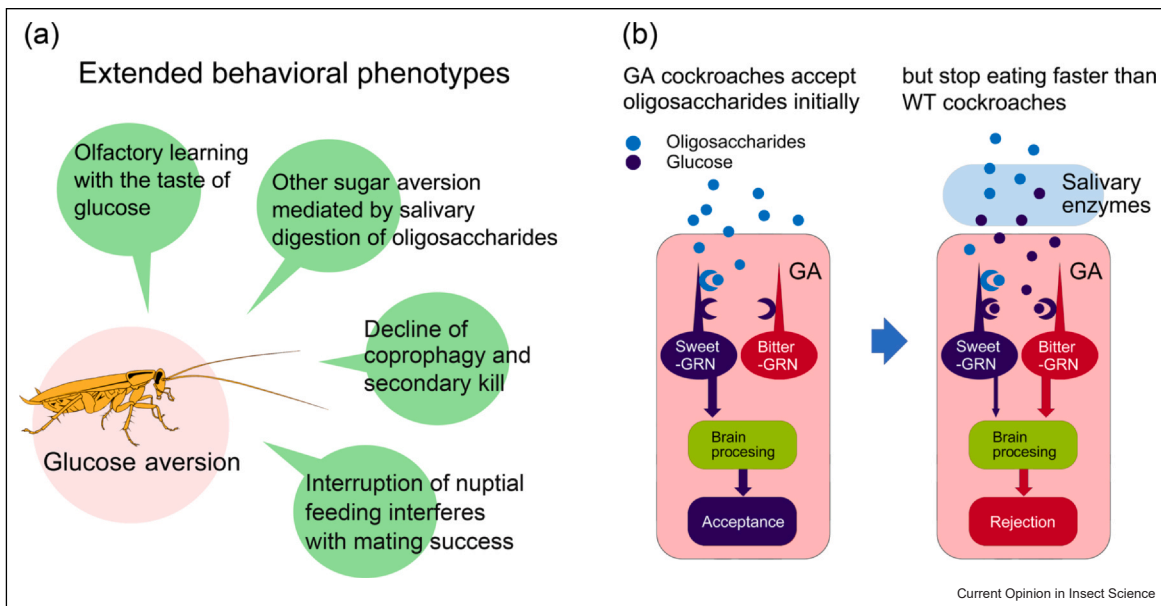 (a)
Extended behavioral phenotypes
Olfactory learning
with the taste of
glucose
Other sugar aversion
mediated by salivary
digestion of oligosaccharides
Decline of
coprophagy and
secondary kill
Glucose aversion
Interruption of nuptial
feeding interferes
with mating success
(b)
GA cockroaches accept
oligosaccharides initially
Oligosaccharides
Glucose
GA
Sweet
-GRN
Bitter
-GRN
Brain
procesing
Acceptance
but stop eating faster than
WT cockroaches
Salivary
enzymes
GA
Sweet
-GRN
Bitter
-GRN
Brain
procesing
Rejection
Current Opinion in Insect Science